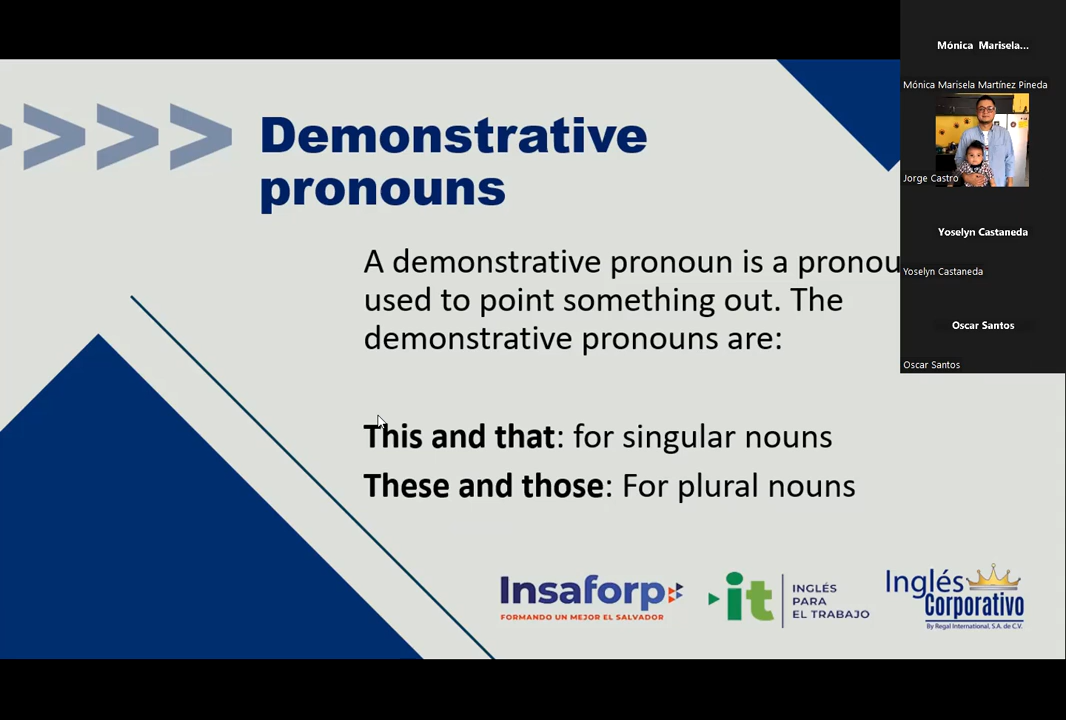 >>>>
Demonstrative
pronouns
A demonstrative pronoun is a pronou
used to point something out. The
demonstrative pronouns are:
This and that: for singular nouns
These and those: For plural nouns
Insaforp
FORMANDO UN MEJOR EL SALVADOR
it
INGLÉS
PARA
EL TRABAJO
Inglés
Corporativo
By Regal International, S.A. de C.V.
Mónica Marisela...
Mónica Marisela Martínez Pineda
Jorge Castro
Yoselyn Castaneda
Yoselyn Castaneda
Oscar Santos
Oscar Santos